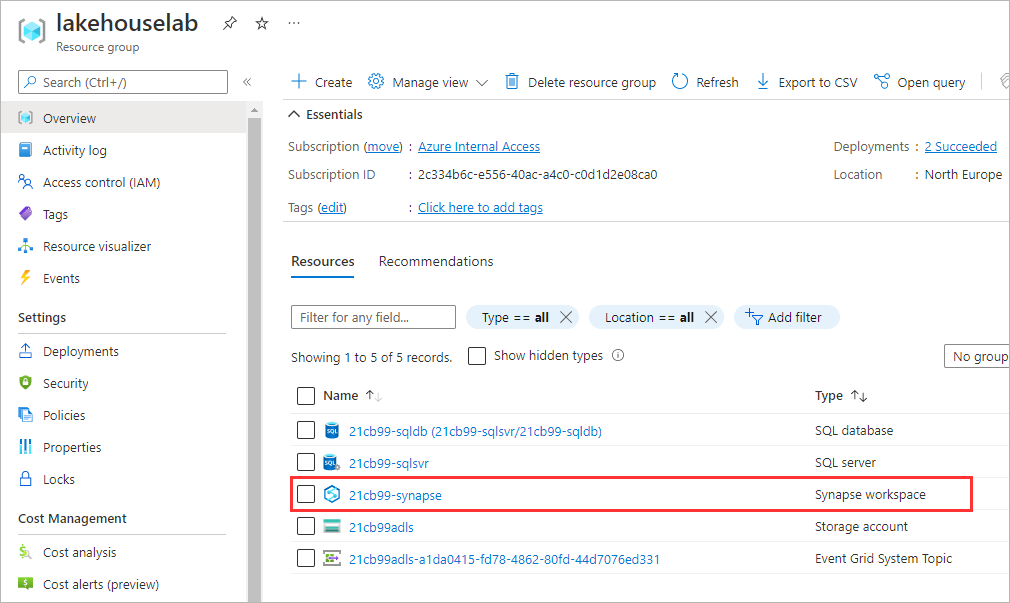 lakehouselab
Resource group
Search (Ctrl+/)
«
Overview
Activity log
Access control (IAM)
Tags
Resource visualizer
Events
Settings
Deployments
Security
Policies
Properties
Locks
Cost Management
Cost analysis
Cost alerts (preview)
Create
Manage view
Delete resource group
Refresh
Export to CSV
Open query
Essentials
Subscription (move) : Azure Internal Access
Deployments : 2 Succeeded
Subscription ID : 2c334b6c-e556-40ac-a4c0-c0d1d2e08ca0
Location : North Europe
Tags (edit) : Click here to add tags
Resources Recommendations
Filter for any field... Type == all Location == all Add filter
Showing 1 to 5 of 5 records. Show hidden types No group
Name Type
21cb99-sqldb (21cb99-sqlsvr/21cb99-sqldb) SQL database
21cb99-sqlsvr SQL server
21cb99-synapse Synapse workspace
21cb99adls Storage account
21cb99adls-a1da0415-fd78-4862-80fd-44d7076ed331 Event Grid System Topic